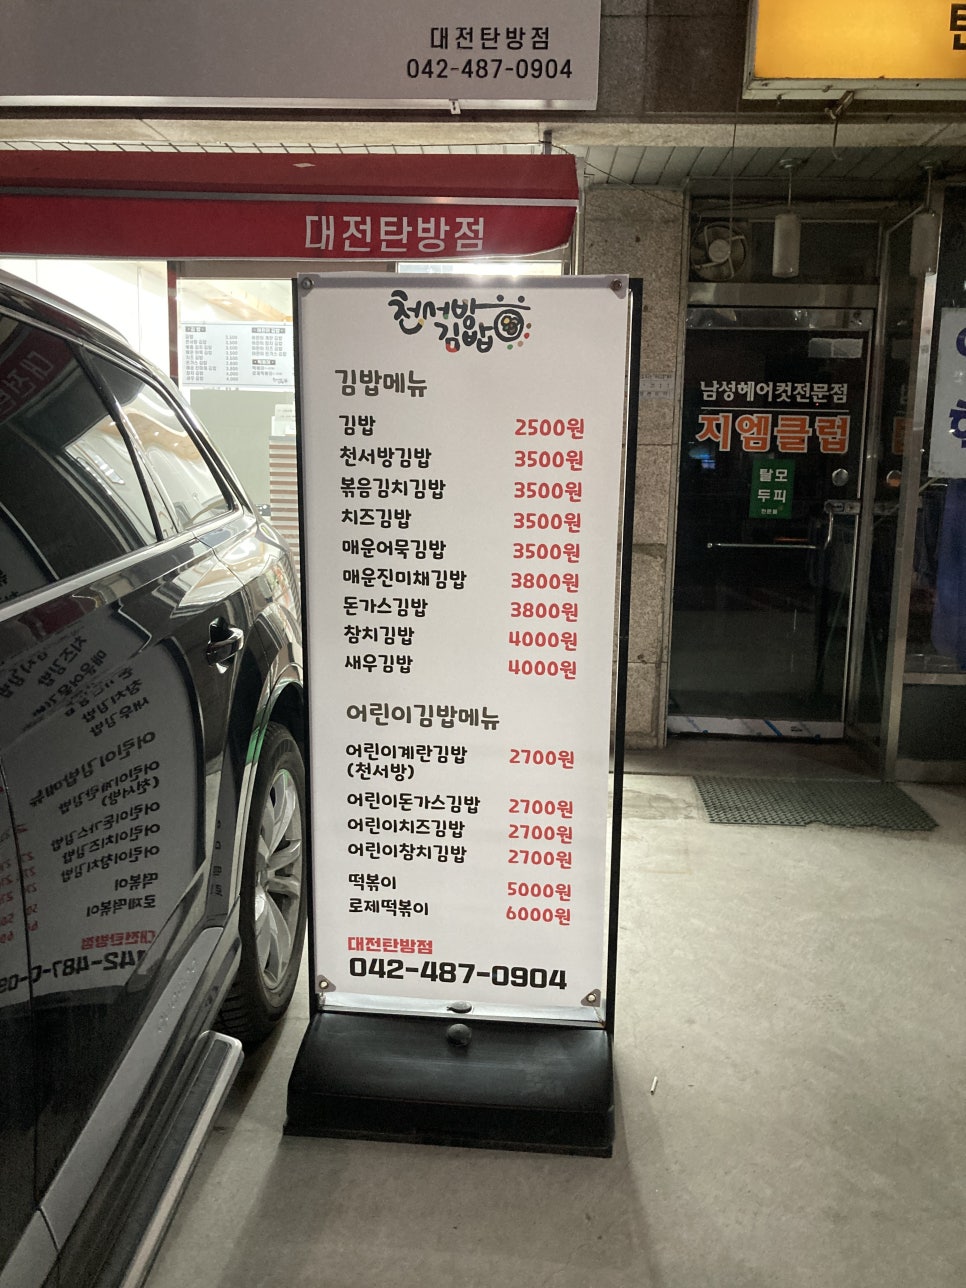 대전탄방점
042-487-0904
대전탄방점
천서방
김밥
김밥메뉴
김밥 2500원
천서방김밥 3500원
볶음김치김밥 3500원
치즈김밥 3500원
매운어묵김밥 3500원
매운진미채김밥 3800원
돈가스김밥 3800원
참치김밥 4000원
새우김밥 4000원
어린이김밥메뉴
어린이계란김밥 2700원
(천서방)
어린이돈가스김밥 2700원
어린이치즈김밥 2700원
어린이참치김밥 2700원
떡볶이 5000원
로제떡볶이 6000원
대전탄방점
042-487-0904
남성헤어컷전문점
지엠클럽
탈모
두피